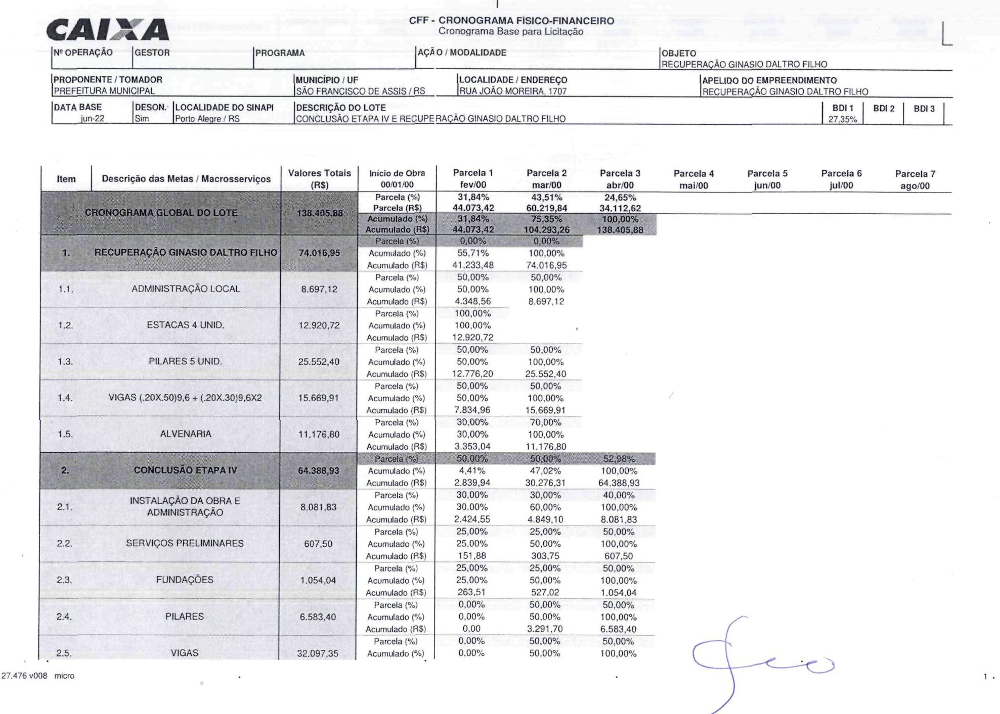 CAIXA
CFF - CRONOGRAMA FÍSICO-FINANCEIRO
Cronograma Base para Licitação
Nº OPERAÇÃO GESTOR PROGRAMA AÇÃO / MODALIDADE OBJETO
RECUPERAÇÃO GINASIO DALTRO FILHO
PROPONENTE / TOMADOR MUNICÍPIO / UF LOCALIDADE / ENDEREÇO APELIDO DO EMPREENDIMENTO
PREFEITURA MUNICIPAL SÃO FRANCISCO DE ASSIS / RS RUA JOÃO MOREIRA, 1707 RECUPERAÇÃO GINASIO DALTRO FILHO
DATA BASE DESON. LOCALIDADE DO SINAPI DESCRIÇÃO DO LOTE BDI 1 BDI 2 BDI 3
jun-22 Sim Porto Alegre / RS CONCLUSÃO ETAPA IV E RECUPERAÇÃO GINASIO DALTRO FILHO 27,35%
Item Descrição das Metas / Macrosserviços Valores Totais (R$) Início de Obra Parcela 1 Parcela 2 Parcela 3 Parcela 4 Parcela 5 Parcela 6 Parcela 7
00/01/00 fev/00 mar/00 abr/00 mai/00 jun/00 jul/00 ago/00
Parcela (%) 31,84% 43,51% 24,65%
CRONOGRAMA GLOBAL DO LOTE 138.405,88 Parcela (R$) 44.073,42 60.219,84 34.112,62
Acumulado (%) 31,84% 75,35% 100,00%
Acumulado (R$) 44.073,42 104.293,26 138.405,88
Parcela (%) 0,00% 0,00%
1. RECUPERAÇÃO GINASIO DALTRO FILHO 74.016,95 Acumulado (%) 55,71% 100,00%
Acumulado (R$) 41.233,48 74.016,95
Parcela (%) 50,00% 50,00%
1.1. ADMINISTRAÇÃO LOCAL 8.697,12 Acumulado (%) 50,00% 100,00%
Acumulado (R$) 4.348,56 8.697,12
Parcela (%) 100,00%
1.2. ESTACAS 4 UNID. 12.920,72 Acumulado (%) 100,00%
Acumulado (R$) 12.920,72
Parcela (%) 50,00% 50,00%
1.3. PILARES 5 UNID. 25.552,40 Acumulado (%) 50,00% 100,00%
Acumulado (R$) 12.776,20 25.552,40
Parcela (%) 50,00% 50,00%
1.4. VIGAS (.20X.50)9,6 + (.20X.30)9,6X2 15.669,91 Acumulado (%) 50,00% 100,00%
Acumulado (R$) 7.834,96 15.669,91
Parcela (%) 30,00% 70,00%
1.5. ALVENARIA 11.176,80 Acumulado (%) 30,00% 100,00%
Acumulado (R$) 3.353,04 11.176,80
Parcela (%) 50,00% 50,00% 52,98%
2. CONCLUSÃO ETAPA IV 64.388,93 Acumulado (%) 4,41% 47,02% 100,00%
Acumulado (R$) 2.839,94 30.276,31 64.388,93
Parcela (%) 30,00% 30,00% 40,00%
2.1. INSTALAÇÃO DA OBRA E ADMINISTRAÇÃO 8.081,83 Acumulado (%) 30,00% 60,00% 100,00%
Acumulado (R$) 2.424,55 4.849,10 8.081,83
Parcela (%) 25,00% 25,00% 50,00%
2.2. SERVIÇOS PRELIMINARES 607,50 Acumulado (%) 25,00% 50,00% 100,00%
Acumulado (R$) 151,88 303,75 607,50
Parcela (%) 25,00% 25,00% 50,00%
2.3. FUNDAÇÕES 1.054,04 Acumulado (%) 25,00% 50,00% 100,00%
Acumulado (R$) 263,51 527,02 1.054,04
Parcela (%) 0,00% 50,00% 50,00%
2.4. PILARES 6.583,40 Acumulado (%) 0,00% 50,00% 100,00%
Acumulado (R$) 0,00 3.291,70 6.583,40
Parcela (%) 0,00% 50,00% 50,00%
2.5. VIGAS 32.097,35 Acumulado (%) 0,00% 50,00% 100,00%
27.476 v008 micro 1